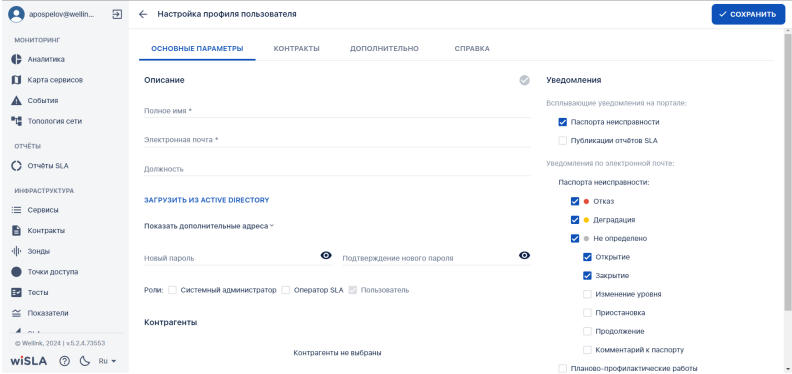 apospelov@wellin...
Настройка профиля пользователя
СОХРАНИТЬ
МОНИТОРИНГ
Аналитика
Карта сервисов
События
Топология сети
ОТЧЁТЫ
Отчёты SLA
ИНФРАСТРУКТУРА
Сервисы
Контракты
Зонды
Точки доступа
Тесты
Показатели
© Wellink, 2024 | v.5.2.4.73553
wiSLA
Ru
ОСНОВНЫЕ ПАРАМЕТРЫ КОНТРАКТЫ ДОПОЛНИТЕЛЬНО СПРАВКА
Описание
Полное имя *
Электронная почта *
Должность
ЗАГРУЗИТЬ ИЗ ACTIVE DIRECTORY
Показать дополнительные адреса
Новый пароль Подтверждение нового пароля
Роли: Системный администратор Оператор SLA Пользователь
Контрагенты
Контрагенты не выбраны
Уведомления
Всплывающие уведомления на портале:
Паспорта неисправности
Публикации отчётов SLA
Уведомления по электронной почте:
Паспорта неисправности:
Отказ
Деградация
Не определено
Открытие
Закрытие
Изменение уровня
Приостановка
Продолжение
Комментарий к паспорту
Планово-профилактические работы